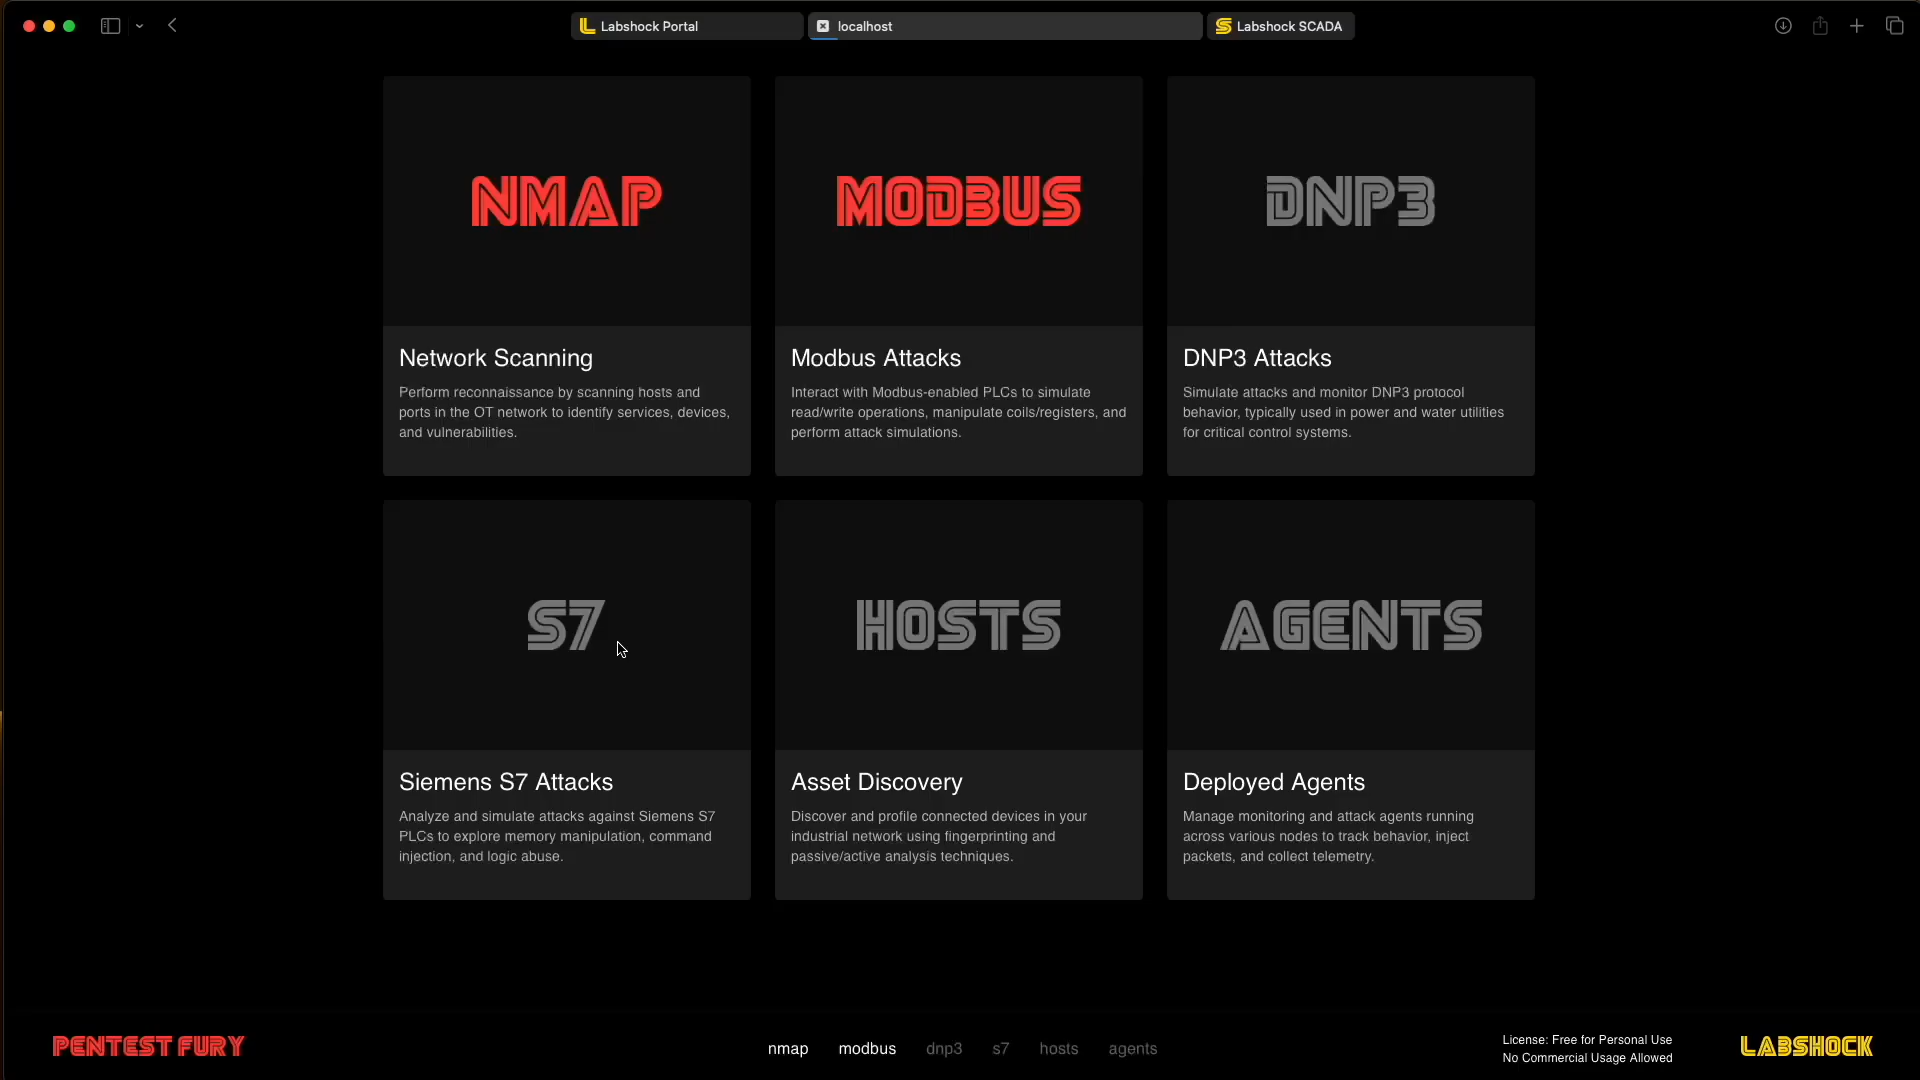 Labshock Portal
localhost
Labshock SCADA
NMAP
MODBUS
DNP3
Network Scanning
Perform reconnaissance by scanning hosts and
ports in the OT network to identify services, devices,
and vulnerabilities.
Modbus Attacks
Interact with Modbus-enabled PLCs to simulate
read/write operations, manipulate coils/registers, and
perform attack simulations.
DNP3 Attacks
Simulate attacks and monitor DNP3 protocol
behavior, typically used in power and water utilities
for critical control systems.
S7
HOSTS
AGENTS
Siemens S7 Attacks
Analyze and simulate attacks against Siemens S7
PLCs to explore memory manipulation, command
injection, and logic abuse.
Asset Discovery
Discover and profile connected devices in your
industrial network using fingerprinting and
passive/active analysis techniques.
Deployed Agents
Manage monitoring and attack agents running
across various nodes to track behavior, inject
packets, and collect telemetry.
PENTEST FURY
nmap
modbus
dnp3
s7
hosts
agents
License: Free for Personal Use
No Commercial Usage Allowed
LABSHOCK